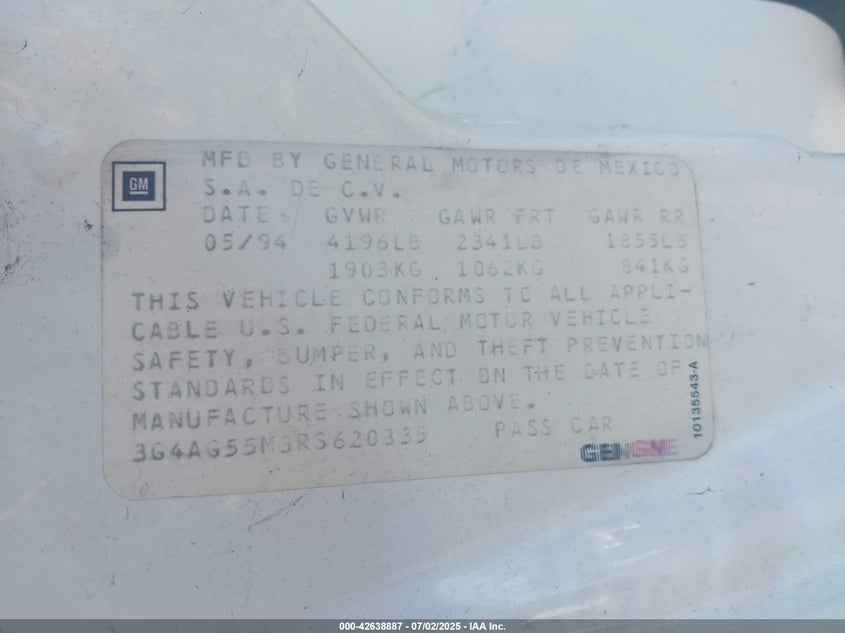 GM
MFD BY GENERAL MOTORS DE MEXICO
S.A. DE C.V.
DATE GVWR GAWR FRT GAWR RR
05/94 4196LB 2341LB 1855LB
1903KG 1062KG 841KG
THIS VEHICLE CONFORMS TO ALL APPLI-
CABLE U.S. FEDERAL MOTOR VEHICLE
SAFETY, BUMPER, AND THEFT PREVENTION
STANDARDS IN EFFECT ON THE DATE OF
MANUFACTURE SHOWN ABOVE.
3G4AG55M3RS620335 PASS CAR
10135543-A
000-42638887 - 07/02/2025 - IAA Inc.